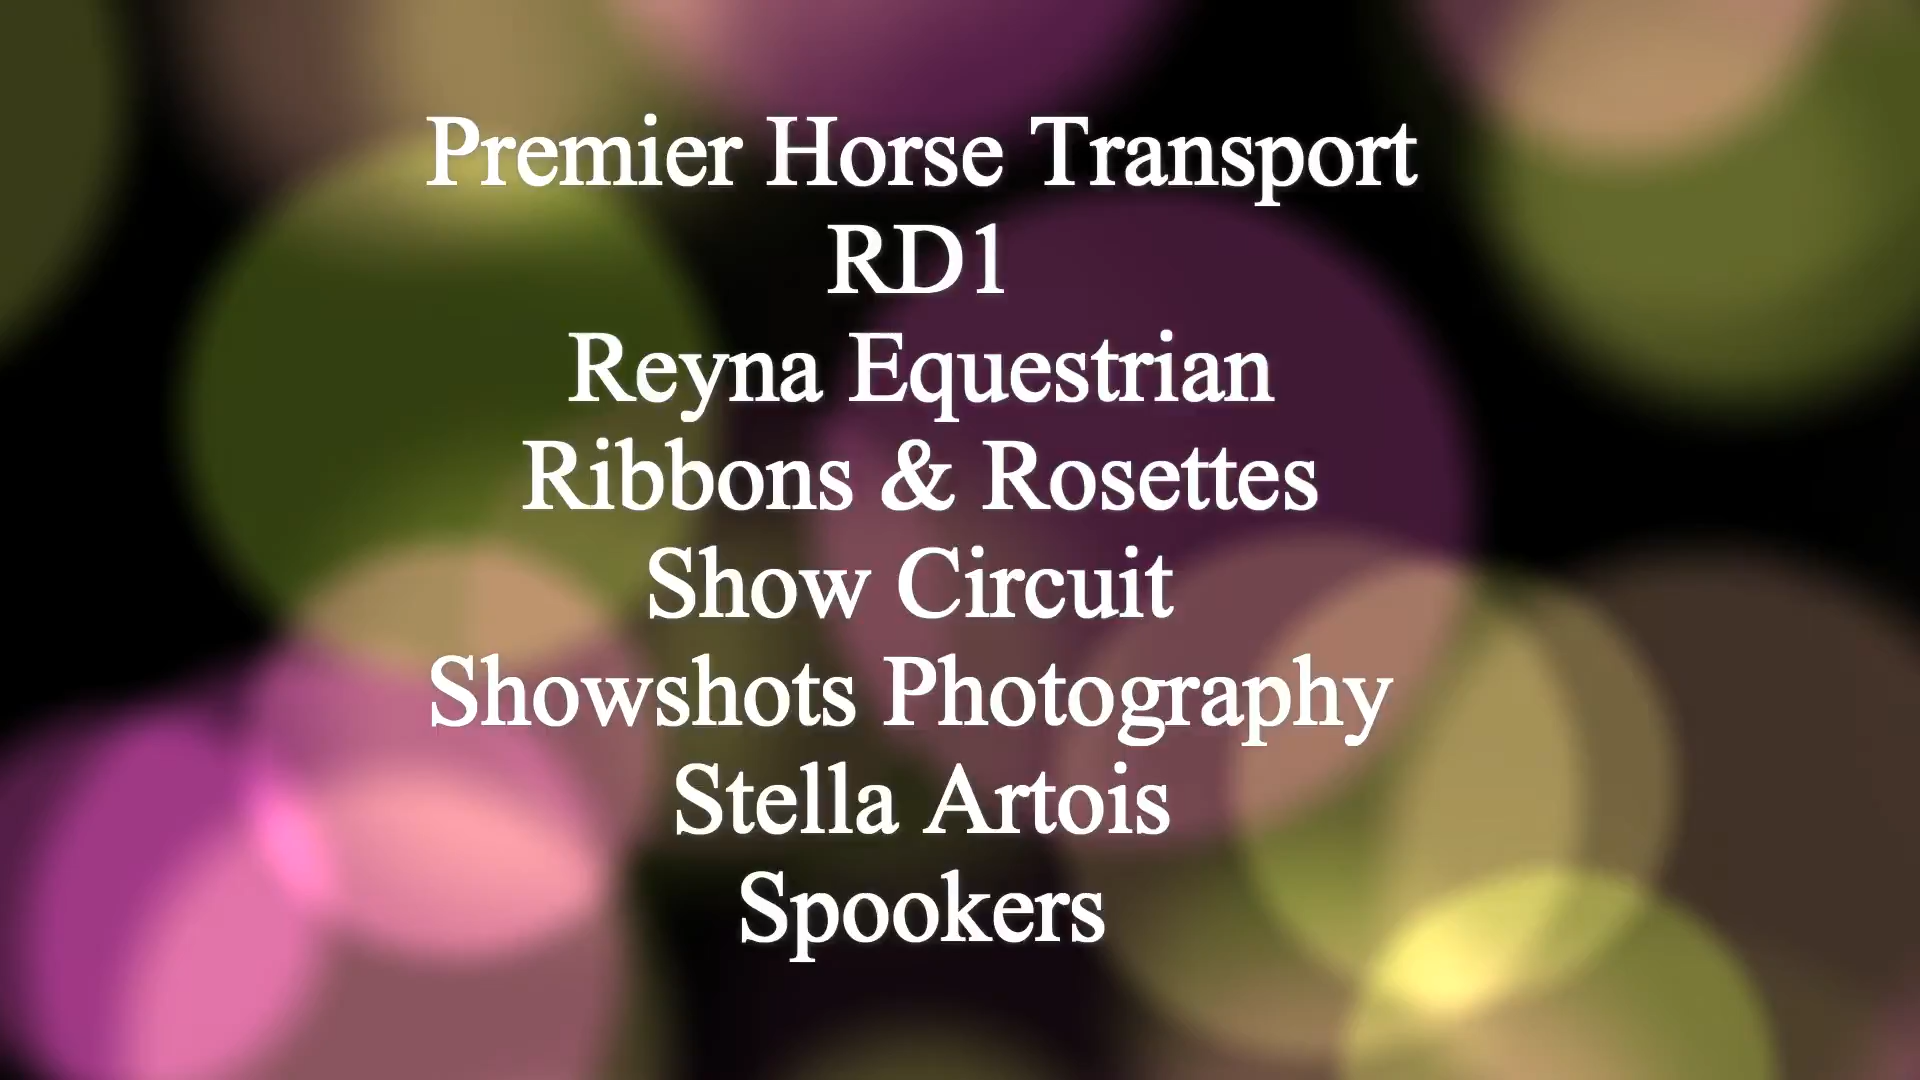 Premier Horse Transport
RD1
Reyna Equestrian
Ribbons & Rosettes
Show Circuit
Showshots Photography
Stella Artois
Spookers